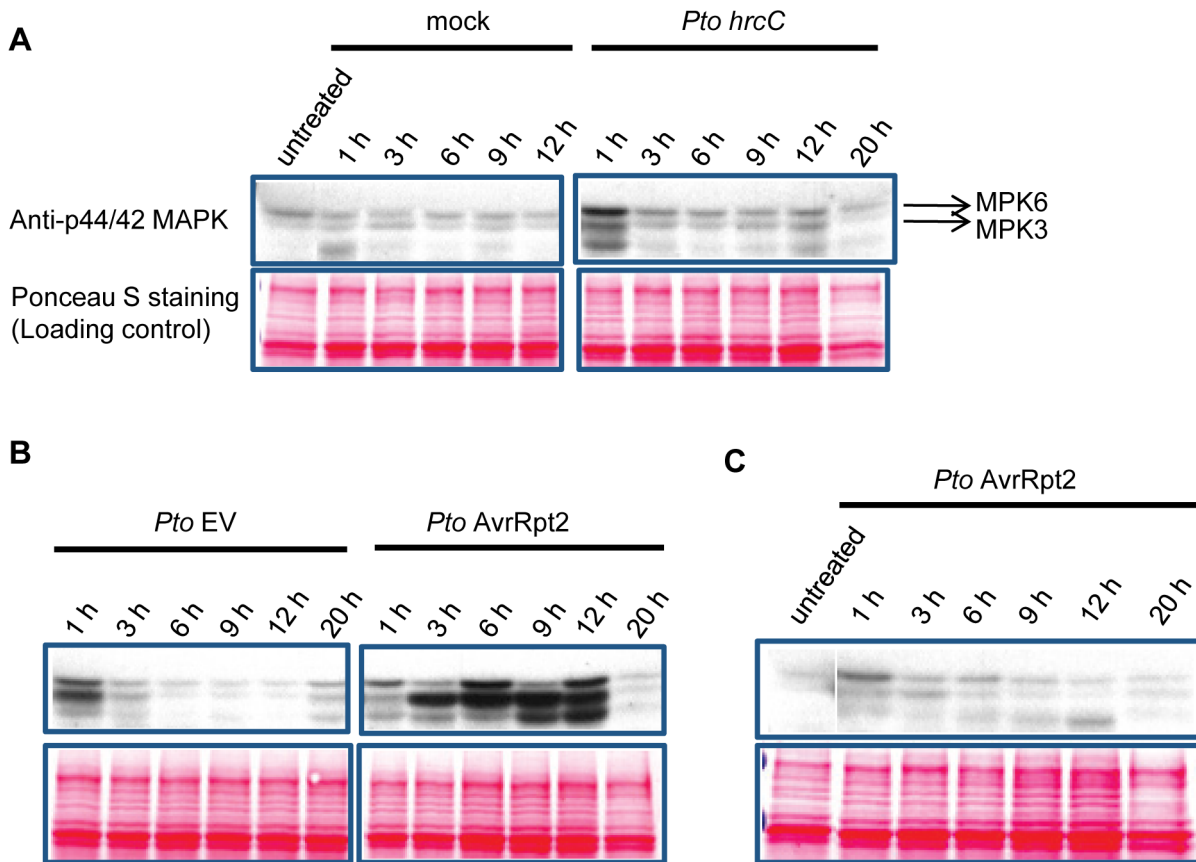 A
mock
Pto hrcC
untreated
1 h
3 h
6 h
9 h
12 h
1 h
3 h
6 h
9 h
12 h
20 h
Anti-p44/42 MAPK
MPK6
MPK3
Ponceau S staining
(Loading control)
B
Pto EV
Pto AvrRpt2
1 h
3 h
6 h
9 h
12 h
20 h
1 h
3 h
6 h
9 h
12 h
20 h
C
Pto AvrRpt2
untreated
1 h
3 h
6 h
9 h
12 h
20 h